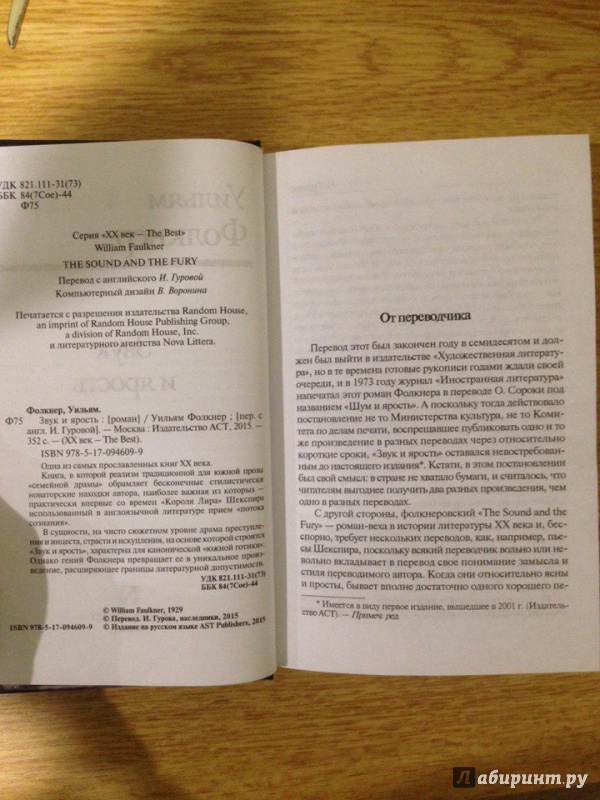 УДК 821.111-31(73)
ББК 84(7Сое)-44
Ф75
Серия «XX век – The Best»
William Faulkner
THE SOUND AND THE FURY
Перевод с английского И. Гуровой
Компьютерный дизайн В. Воронина
Печатается с разрешения издательства Random House,
an imprint of Random House Publishing Group,
a division of Random House, Inc.
и литературного агентства Nova Littera.
Фолкнер, Уильям.
Ф75 Звук и ярость : [роман] / Уильям Фолкнер ; [пер. с
англ. И. Гуровой]. — Москва : Издательство АСТ, 2015. —
352 с. — (XX век – The Best).
ISBN 978-5-17-094609-9
Одна из самых прославленных книг XX века.
Книга, в которой реализм традиционной для южной прозы
«семейной драмы» обрамляет бесконечные стилистически
новаторские находки автора, наиболее важная из которых –
практически впервые со времен «Короля Лира» Шекспира
использованный в англоязычной литературе прием «потока
сознания».
В сущности, на чисто сюжетном уровне драма преступле-
ния и инцеста, страсти и искупления, на основе которой строится
«Звук и ярость», характерна для канонической «южной готики».
Однако гений Фолкнера превращает ее в уникальное произ-
ведение, расширяющее границы литературной допустимости.
УДК 821.111-31(73)
ББК 84(7Сое)-44
© William Faulkner, 1929
© Перевод. И. Гурова, наследники, 2015
ISBN 978-5-17-094609-9 © Издание на русском языке AST Publishers, 2015
Уильям
Фолк
Звук
и ярость
От переводчика
Перевод этот был закончен году в семидесятом и дол-
жен был выйти в издательстве «Художественная литерату-
ра», но в те времена готовые рукописи годами ждали своей
очереди, и в 1973 году журнал «Иностранная литература»
напечатал этот роман Фолкнера в переводе О. Сороки под
названием «Шум и ярость». А поскольку тогда действовало
постановление не то Министерства культуры, не то Коми-
тета по делам печати, воспрещавшее публиковать одно и то
же произведение в разных переводах через относительно
короткие сроки, «Звук и ярость» оставался невостребован-
ным до настоящего издания*. Кстати, в этом постановлении
был свой смысл: в стране не хватало бумаги, и считалось, что
читателям выгоднее получить два разных произведения, чем
одно в разных переводах.
С другой стороны, фолкнеровский «The Sound and the
Fury» – роман-веха в истории литературы XX века и, бес-
спорно, требует нескольких переводов, как, например, пье-
сы Шекспира, поскольку всякий переводчик вольно или не-
вольно вкладывает в перевод свое понимание замысла и
стиля переводимого автора. Когда они относительно ясны
и просты, бывает вполне достаточно одного хорошего пе-
* Имеется в виду первое издание, вышедшее в 2001 г. (Издатель-
ство АСТ). — Примеч. ред.
Лабиринт.ру